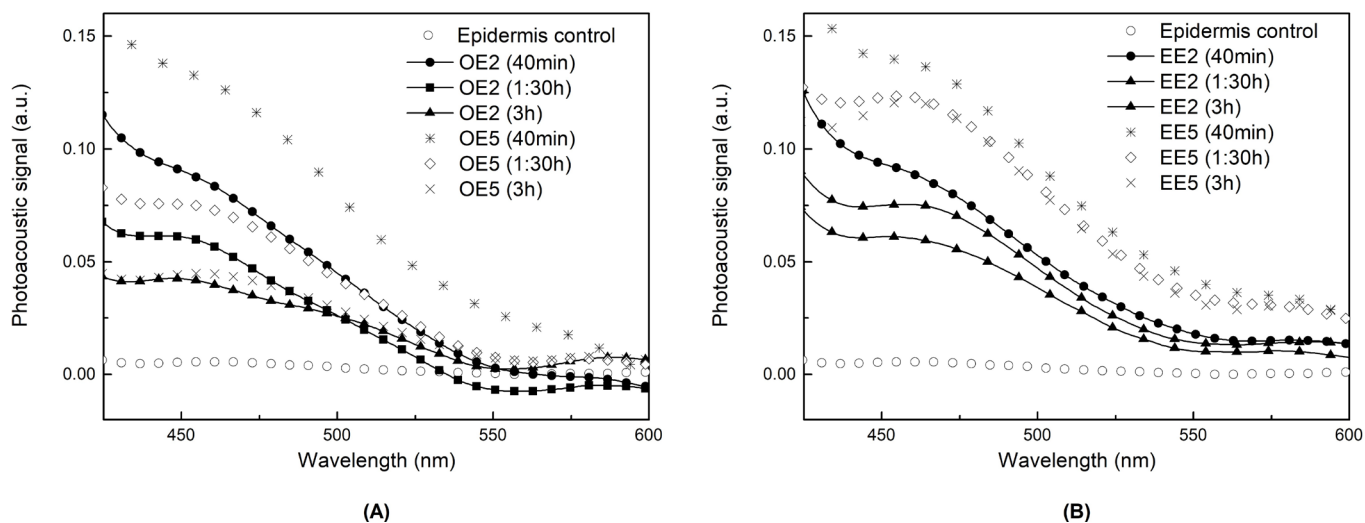 0.15
0.10
0.05
0.00
Photoacoustic signal (a.u.)
Epidermis control
OE2 (40min)
OE2 (1:30h)
OE2 (3h)
OE5 (40min)
OE5 (1:30h)
OE5 (3h)
450 500 550 600
Wavelength (nm)
(A)
0.15
0.10
0.05
0.00
Photoacoustic signal (a.u.)
Epidermis control
EE2 (40min)
EE2 (1:30h)
EE2 (3h)
EE5 (40min)
EE5 (1:30h)
EE5 (3h)
450 500 550 600
Wavelength (nm)
(B)